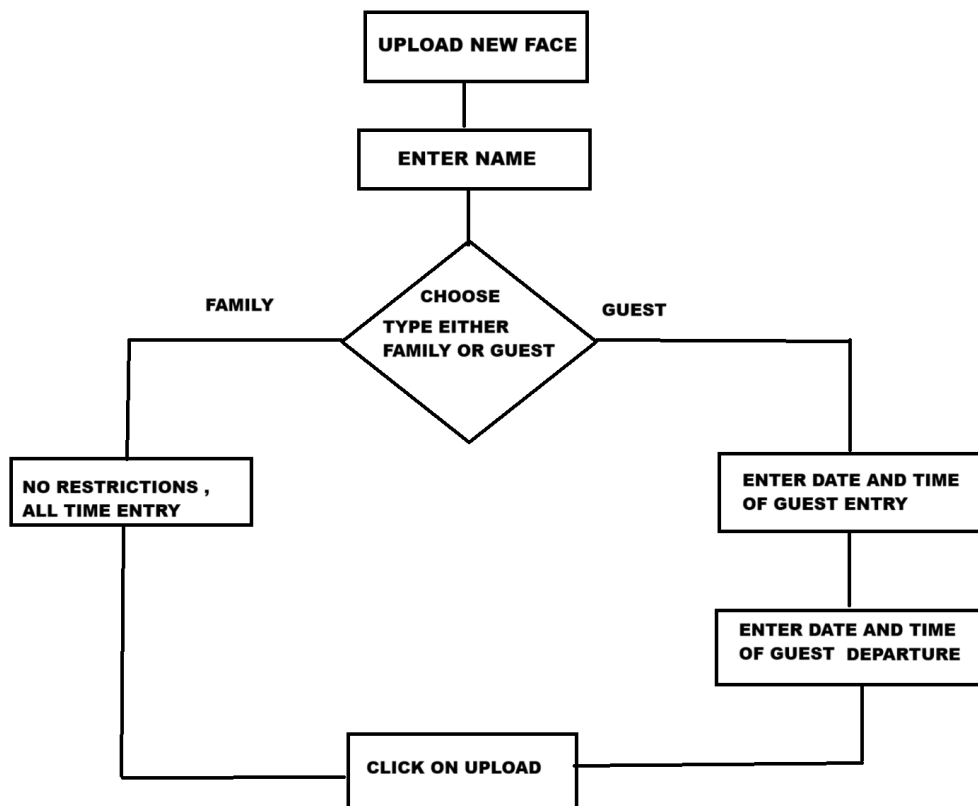 UPLOAD NEW FACE
ENTER NAME
CHOOSE
TYPE EITHER
FAMILY OR GUEST
FAMILY
GUEST
NO RESTRICTIONS ,
ALL TIME ENTRY
ENTER DATE AND TIME
OF GUEST ENTRY
ENTER DATE AND TIME
OF GUEST DEPARTURE
CLICK ON UPLOAD